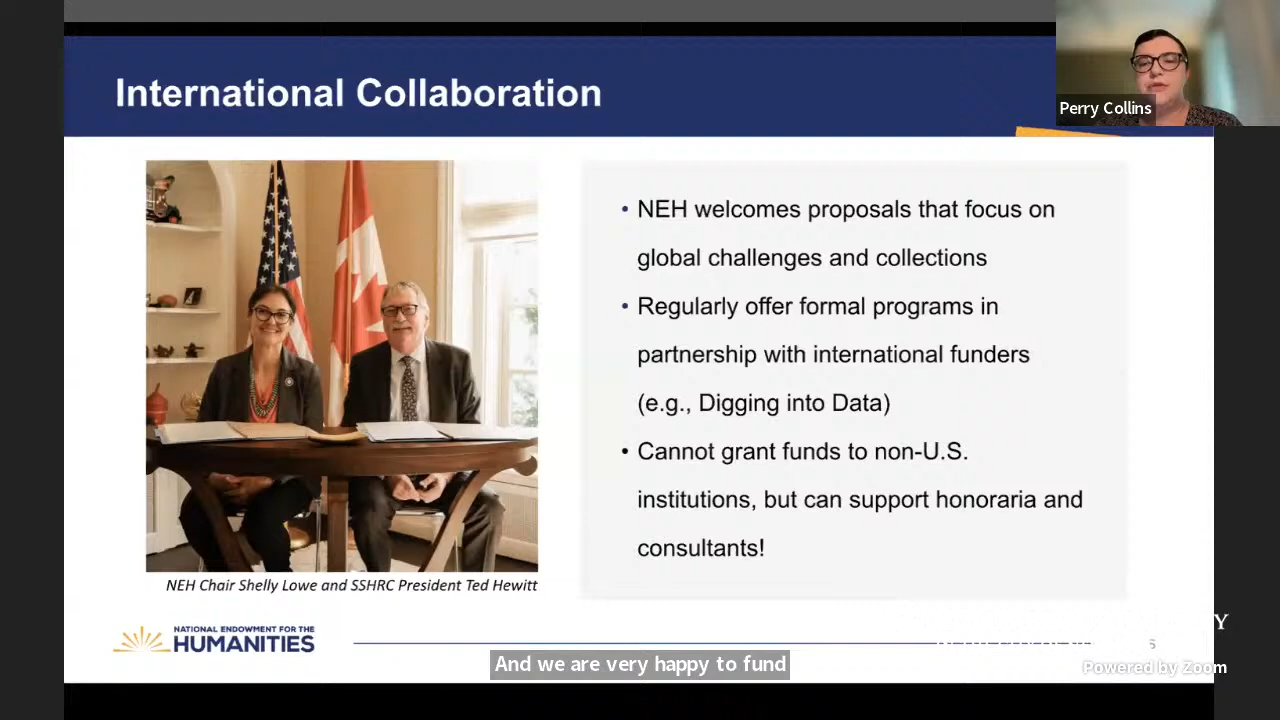 International Collaboration
Perry Collins
• NEH welcomes proposals that focus on
global challenges and collections
• Regularly offer formal programs in
partnership with international funders
(e.g., Digging into Data)
• Cannot grant funds to non-U.S.
institutions, but can support honoraria and
consultants!
NEH Chair Shelly Lowe and SSHRC President Ted Hewitt
NATIONAL ENDOWMENT FOR THE
HUMANITIES
And we are very happy to fund
Powered by Zoom